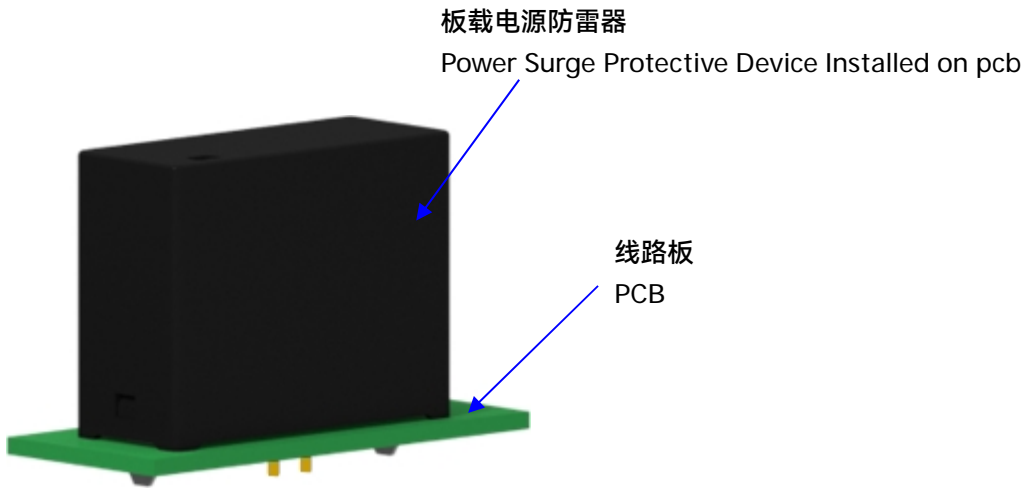 板载电源防雷器
Power Surge Protective Device Installed on pcb
线路板
PCB